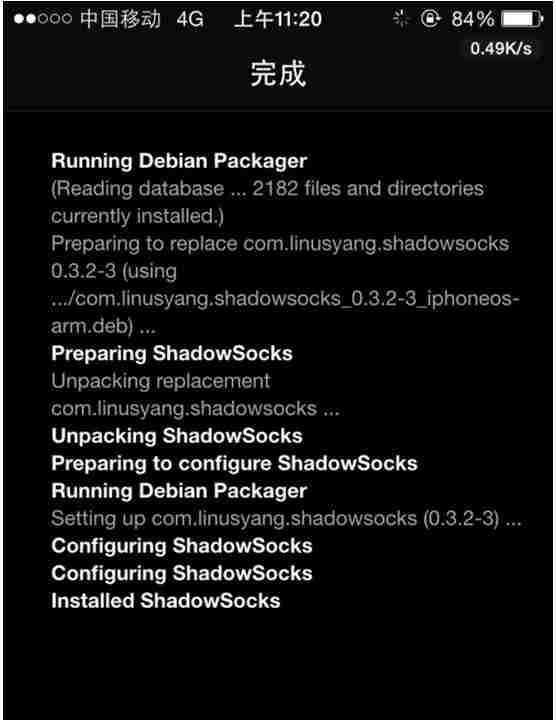 中国移动 4G 上午11:20 84%
0.49K/s
完成
Running Debian Packager
(Reading database ... 2182 files and directories
currently installed.)
Preparing to replace com.linusyang.shadowsocks
0.3.2-3 (using
.../com.linusyang.shadowsocks_0.3.2-3_iphoneos-
arm.deb) ...
Preparing ShadowSocks
Unpacking replacement
com.linusyang.shadowsocks ...
Unpacking ShadowSocks
Preparing to configure ShadowSocks
Running Debian Packager
Setting up com.linusyang.shadowsocks (0.3.2-3) ...
Configuring ShadowSocks
Configuring ShadowSocks
Installed ShadowSocks